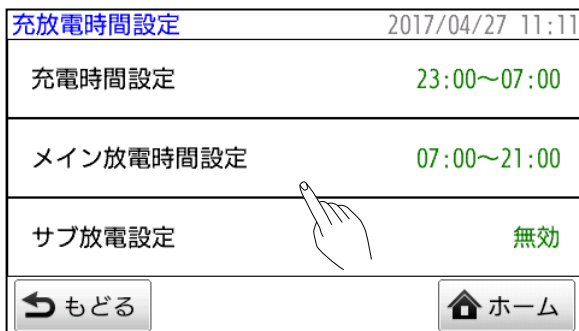 充放電時間設定 2017/04/27 11:11
充電時間設定 23:00～07:00
メイン放電時間設定 07:00～21:00
サブ放電設定 無効
もどる ホーム